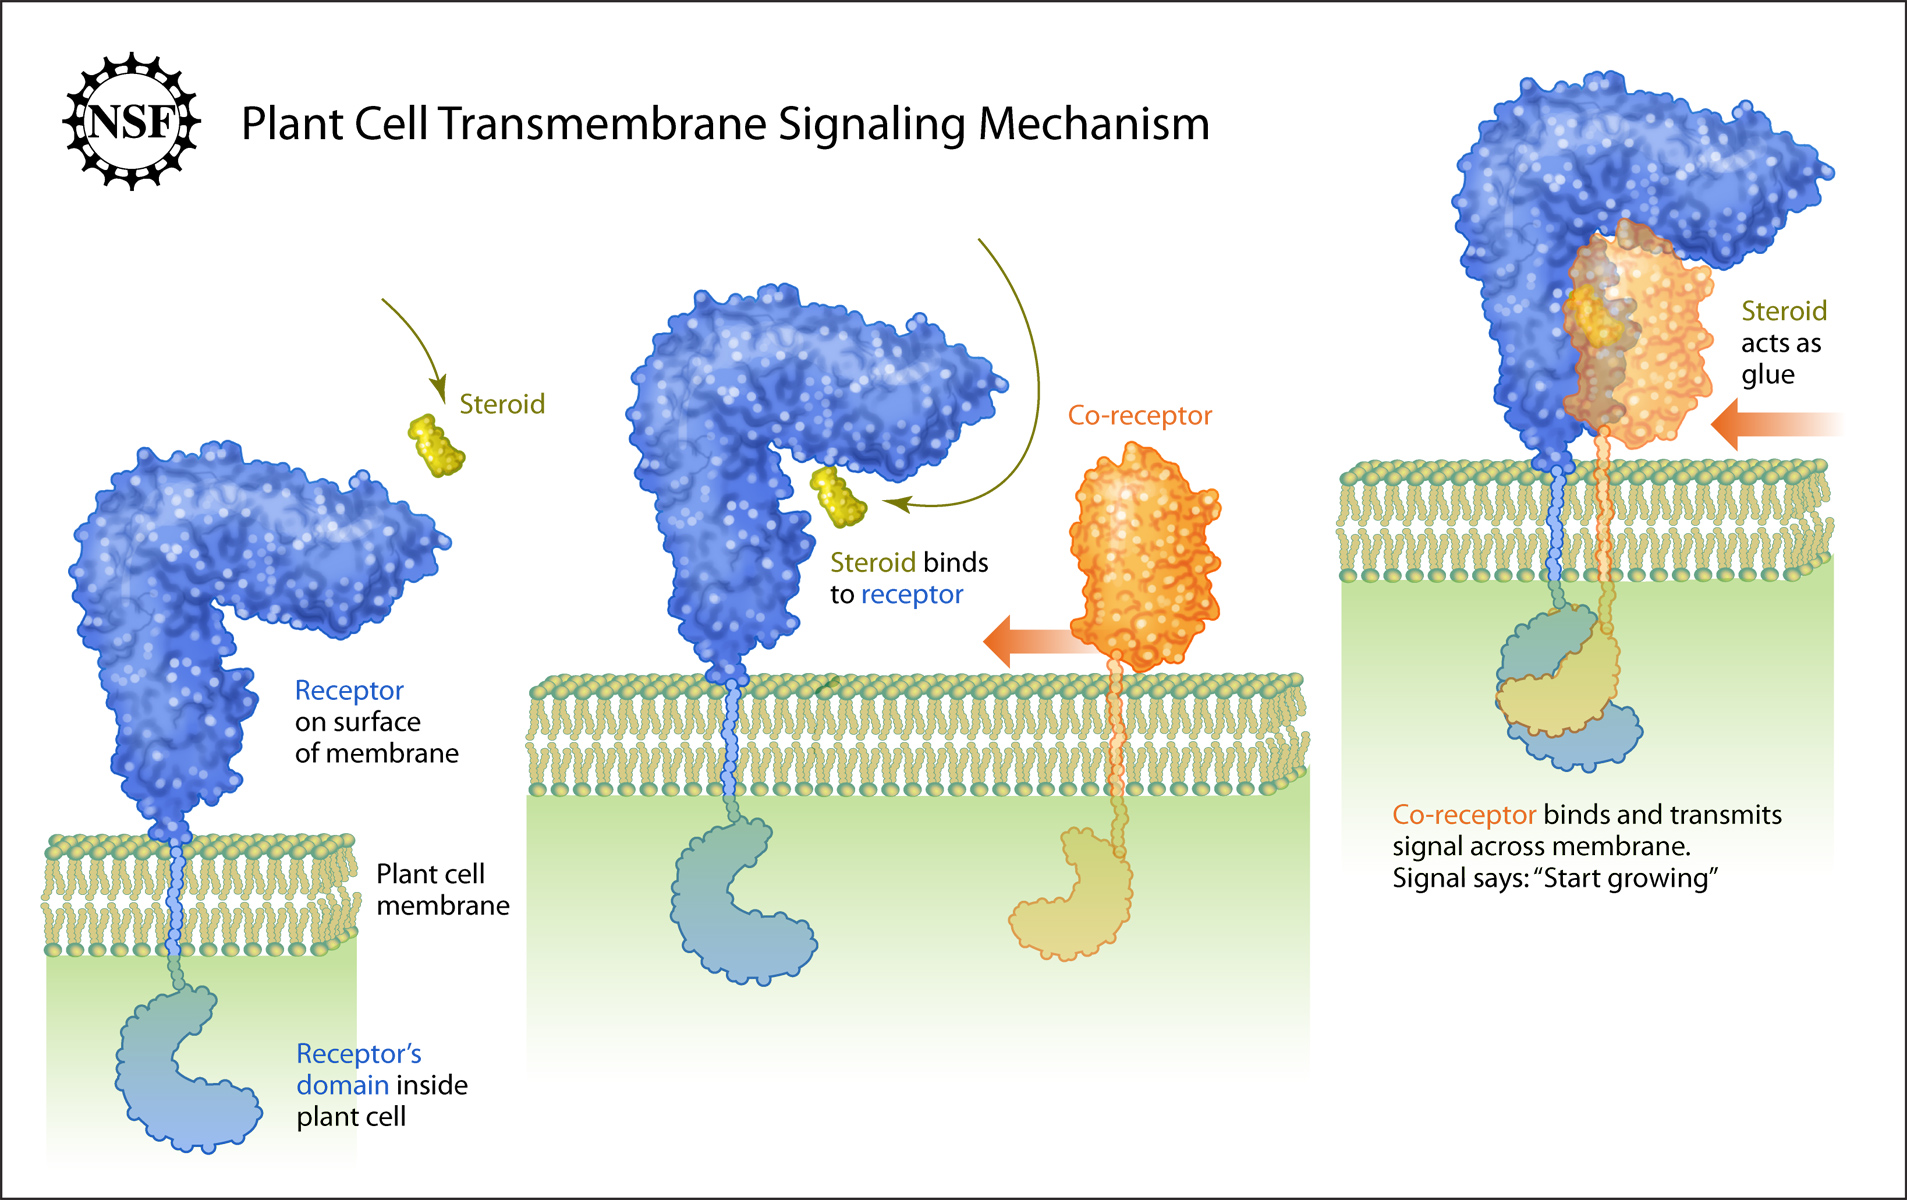 NSF
Plant Cell Transmembrane Signaling Mechanism
Steroid
Receptor
on surface
of membrane
Plant cell
membrane
Receptor’s
domain inside
plant cell
Steroid binds
to receptor
Co-receptor
Steroid
acts as
glue
Co-receptor binds and transmits
signal across membrane.
Signal says: “Start growing”